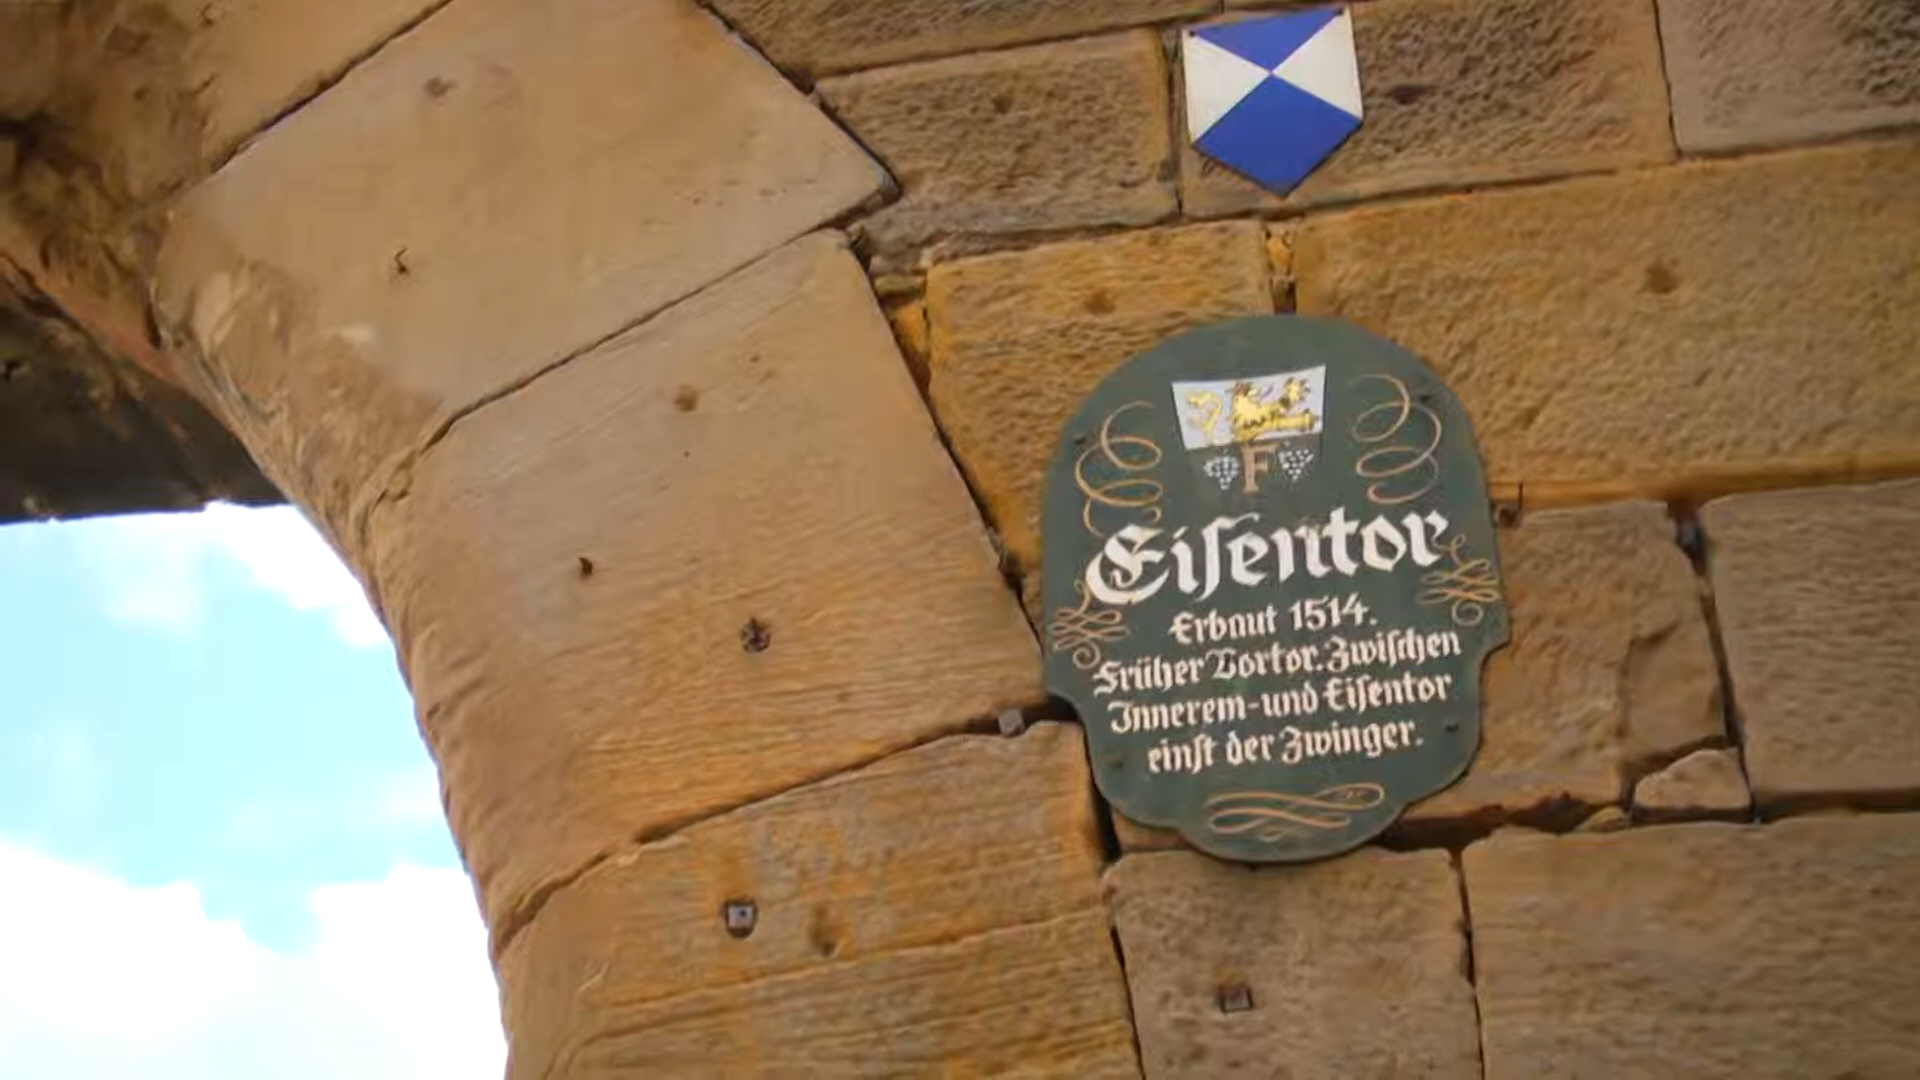 F
Eiſentor
Erbaut 1514.
Früher Vortor. Zwiſchen
Innerem- und Eiſentor
einſt der Zwinger.